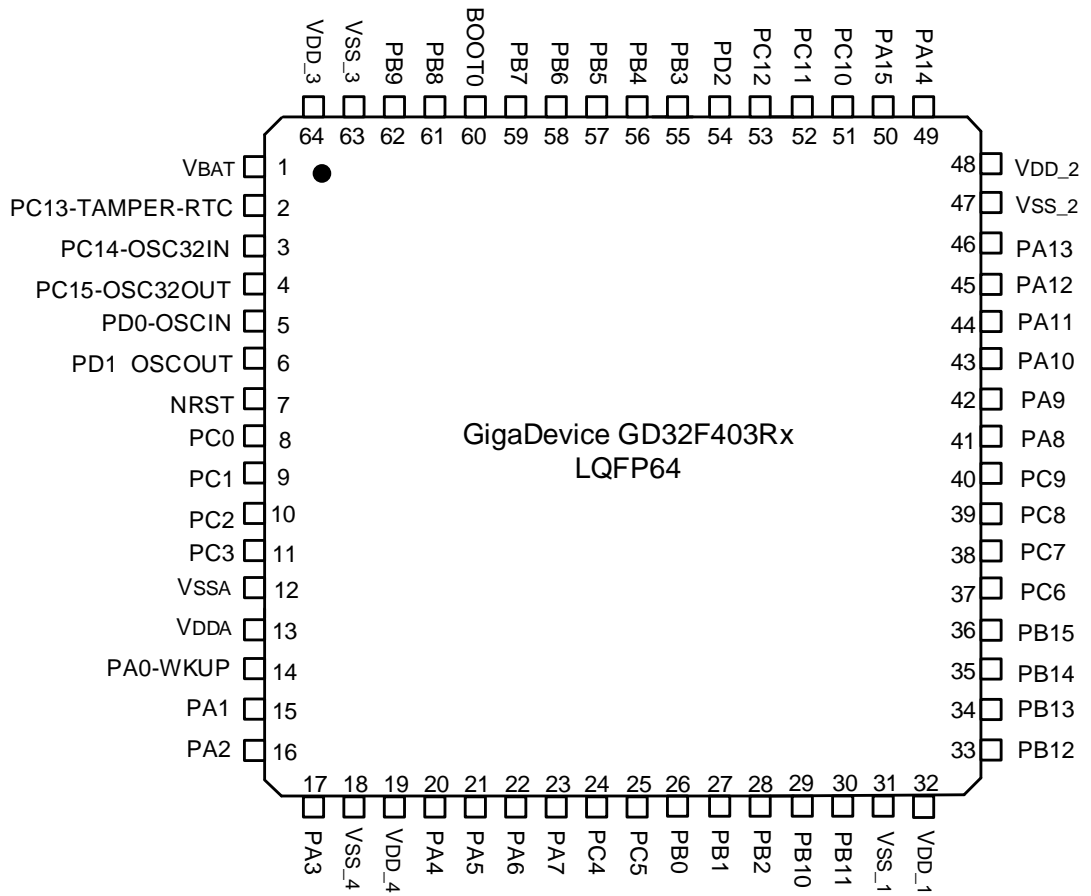 VDD_3
VSS_3
PB9
PB8
BOOT0
PB7
PB6
PB5
PB4
PB3
PD2
PC12
PC11
PC10
PA15
PA14
64 63 62 61 60 59 58 57 56 55 54 53 52 51 50 49
VBAT 1
PC13-TAMPER-RTC 2
PC14-OSC32IN 3
PC15-OSC32OUT 4
PD0-OSCIN 5
PD1 OSCOUT 6
NRST 7
PC0 8
PC1 9
PC2 10
PC3 11
VSSA 12
VDDA 13
PA0-WKUP 14
PA1 15
PA2 16
GigaDevice GD32F403Rx
LQFP64
48 VDD_2
47 VSS_2
46 PA13
45 PA12
44 PA11
43 PA10
42 PA9
41 PA8
40 PC9
39 PC8
38 PC7
37 PC6
36 PB15
35 PB14
34 PB13
33 PB12
17 18 19 20 21 22 23 24 25 26 27 28 29 30 31 32
PA3
VSS_4
VDD_4
PA4
PA5
PA6
PA7
PC4
PC5
PB0
PB1
PB2
PB10
PB11
VSS_1
VDD_1